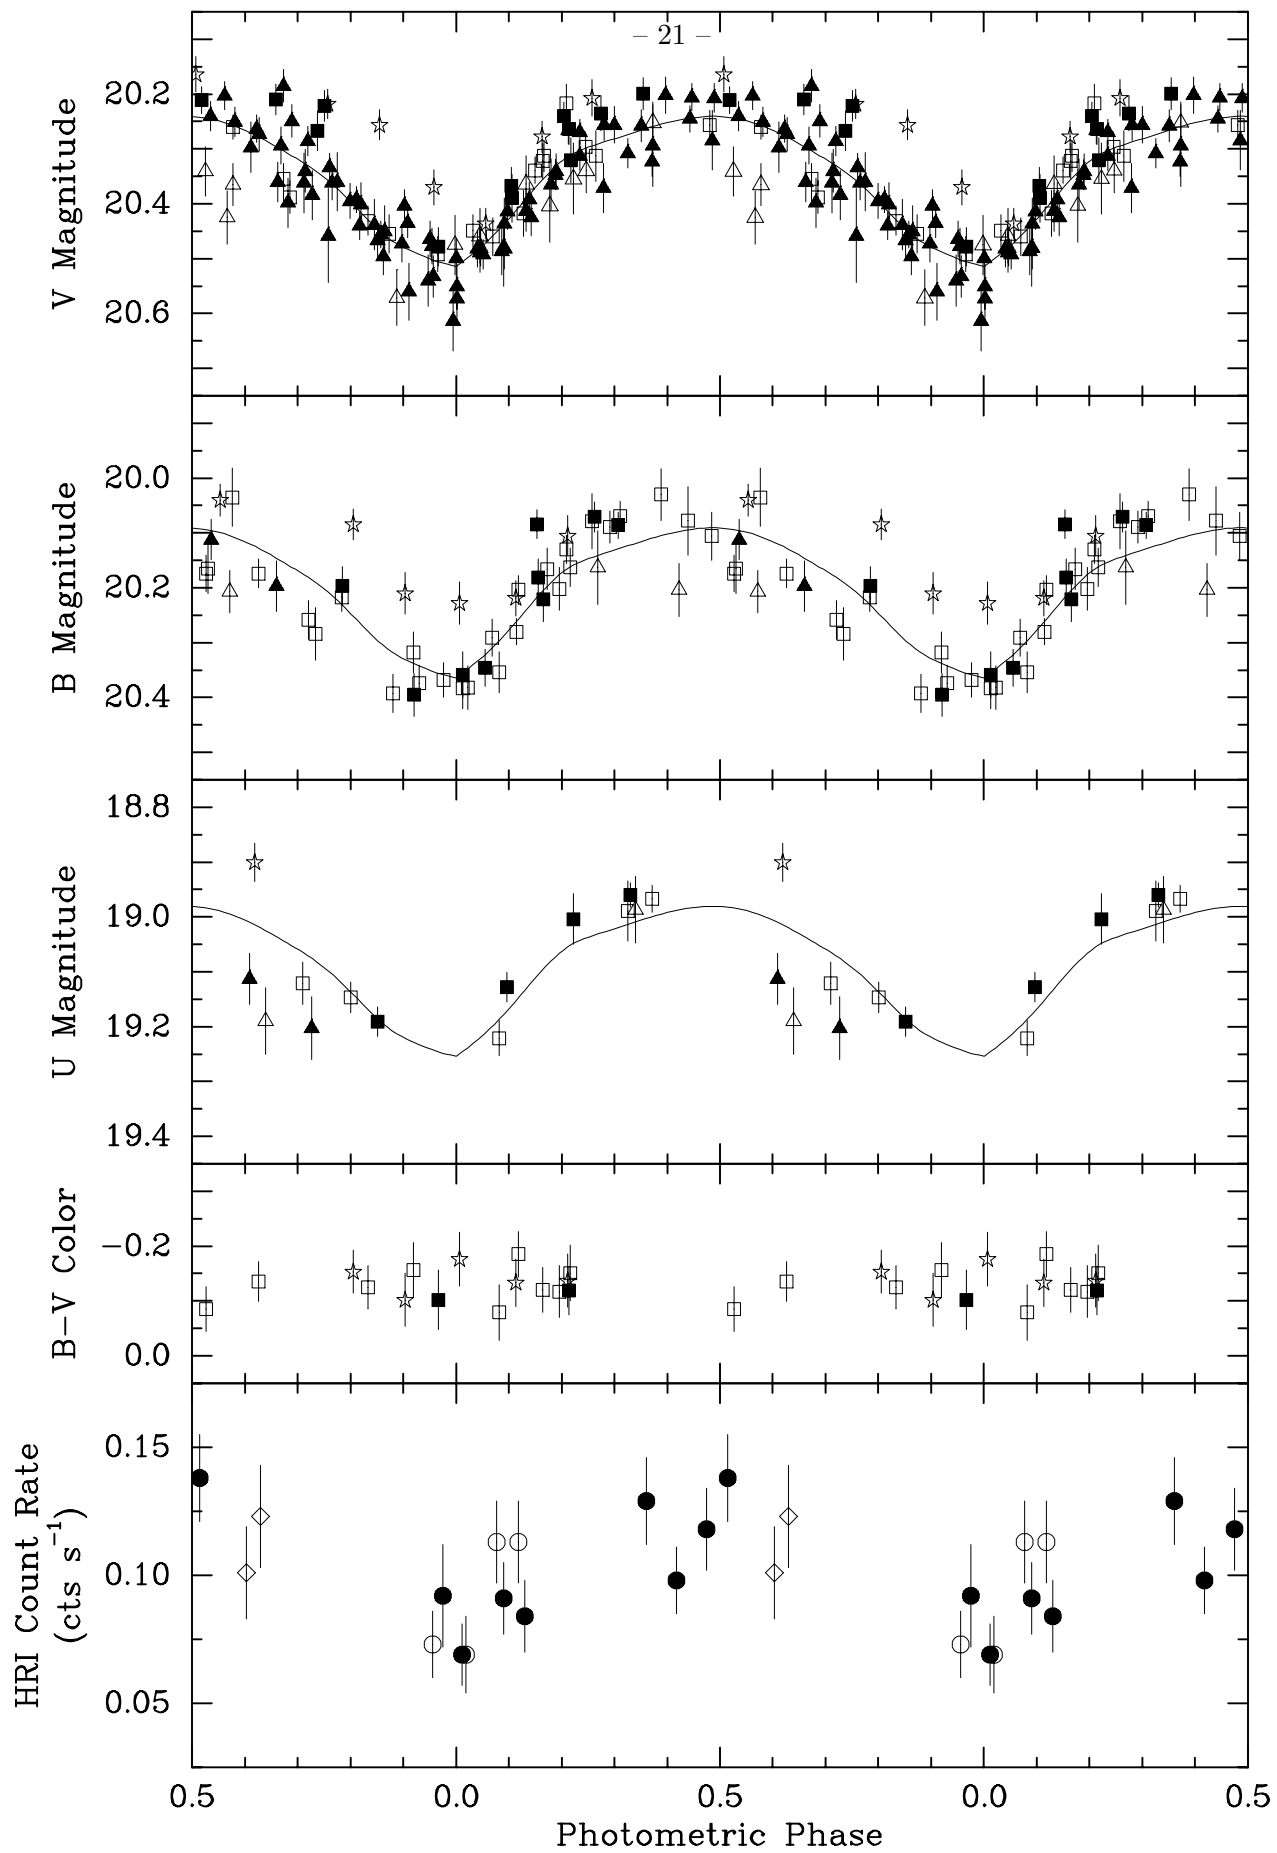 – 21 –
V Magnitude
20.2
20.4
20.6
B Magnitude
20.0
20.2
20.4
U Magnitude
18.8
19.0
19.2
19.4
B−V Color
−0.2
0.0
HRI Count Rate
(cts s⁻¹)
0.15
0.10
0.05
0.5 0.0 0.5 0.0 0.5
Photometric Phase